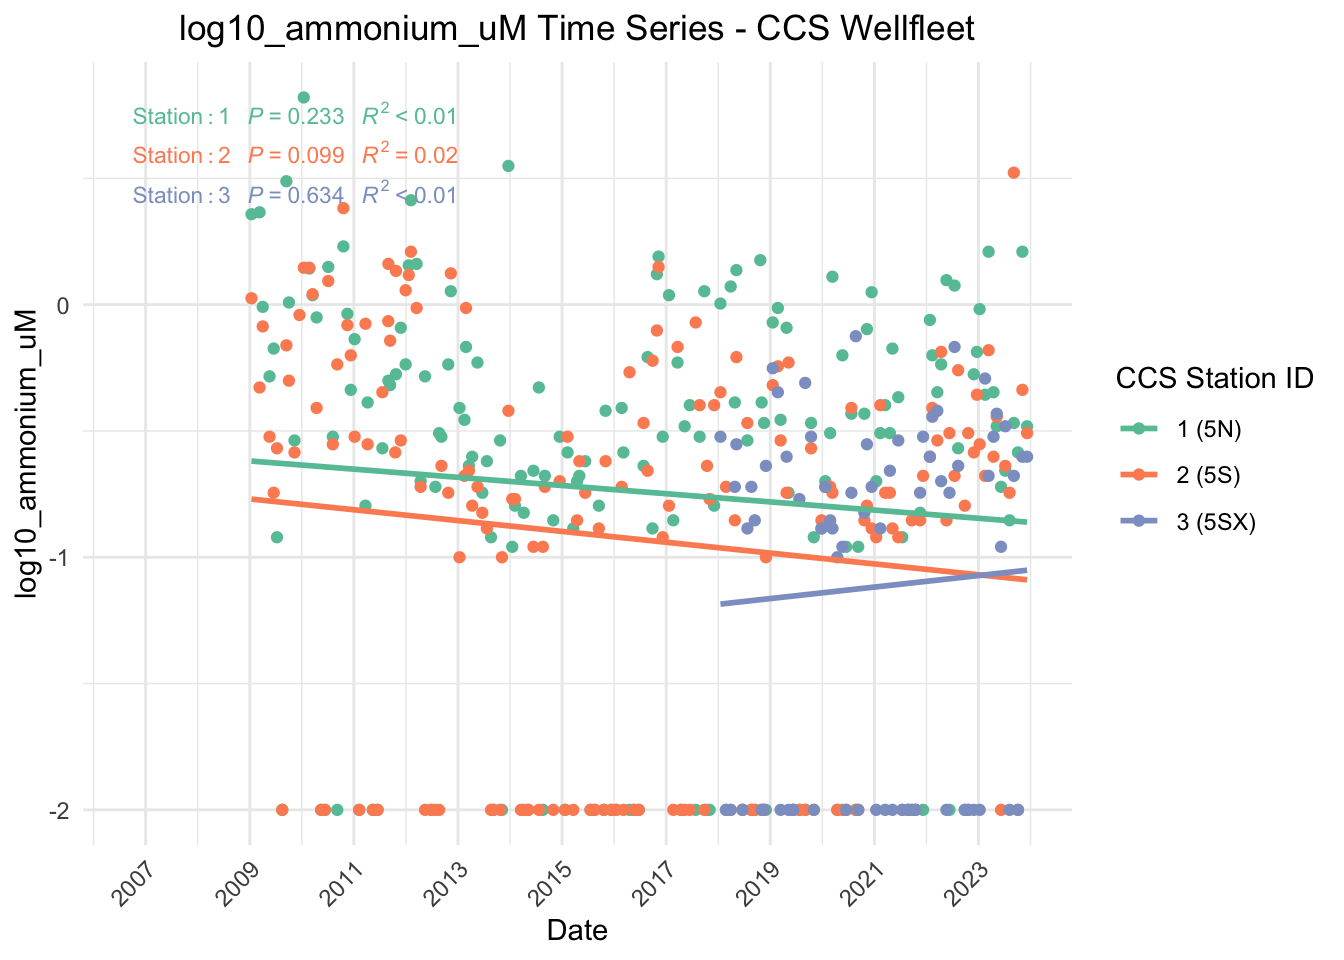 log10_ammonium_uM Time Series - CCS Wellfleet
Station : 1 P = 0.233 R² < 0.01
Station : 2 P = 0.099 R² = 0.02
Station : 3 P = 0.634 R² < 0.01
0
-1
-2
log10_ammonium_uM
2007 2009 2011 2013 2015 2017 2019 2021 2023
Date
CCS Station ID
1 (5N)
2 (5S)
3 (5SX)